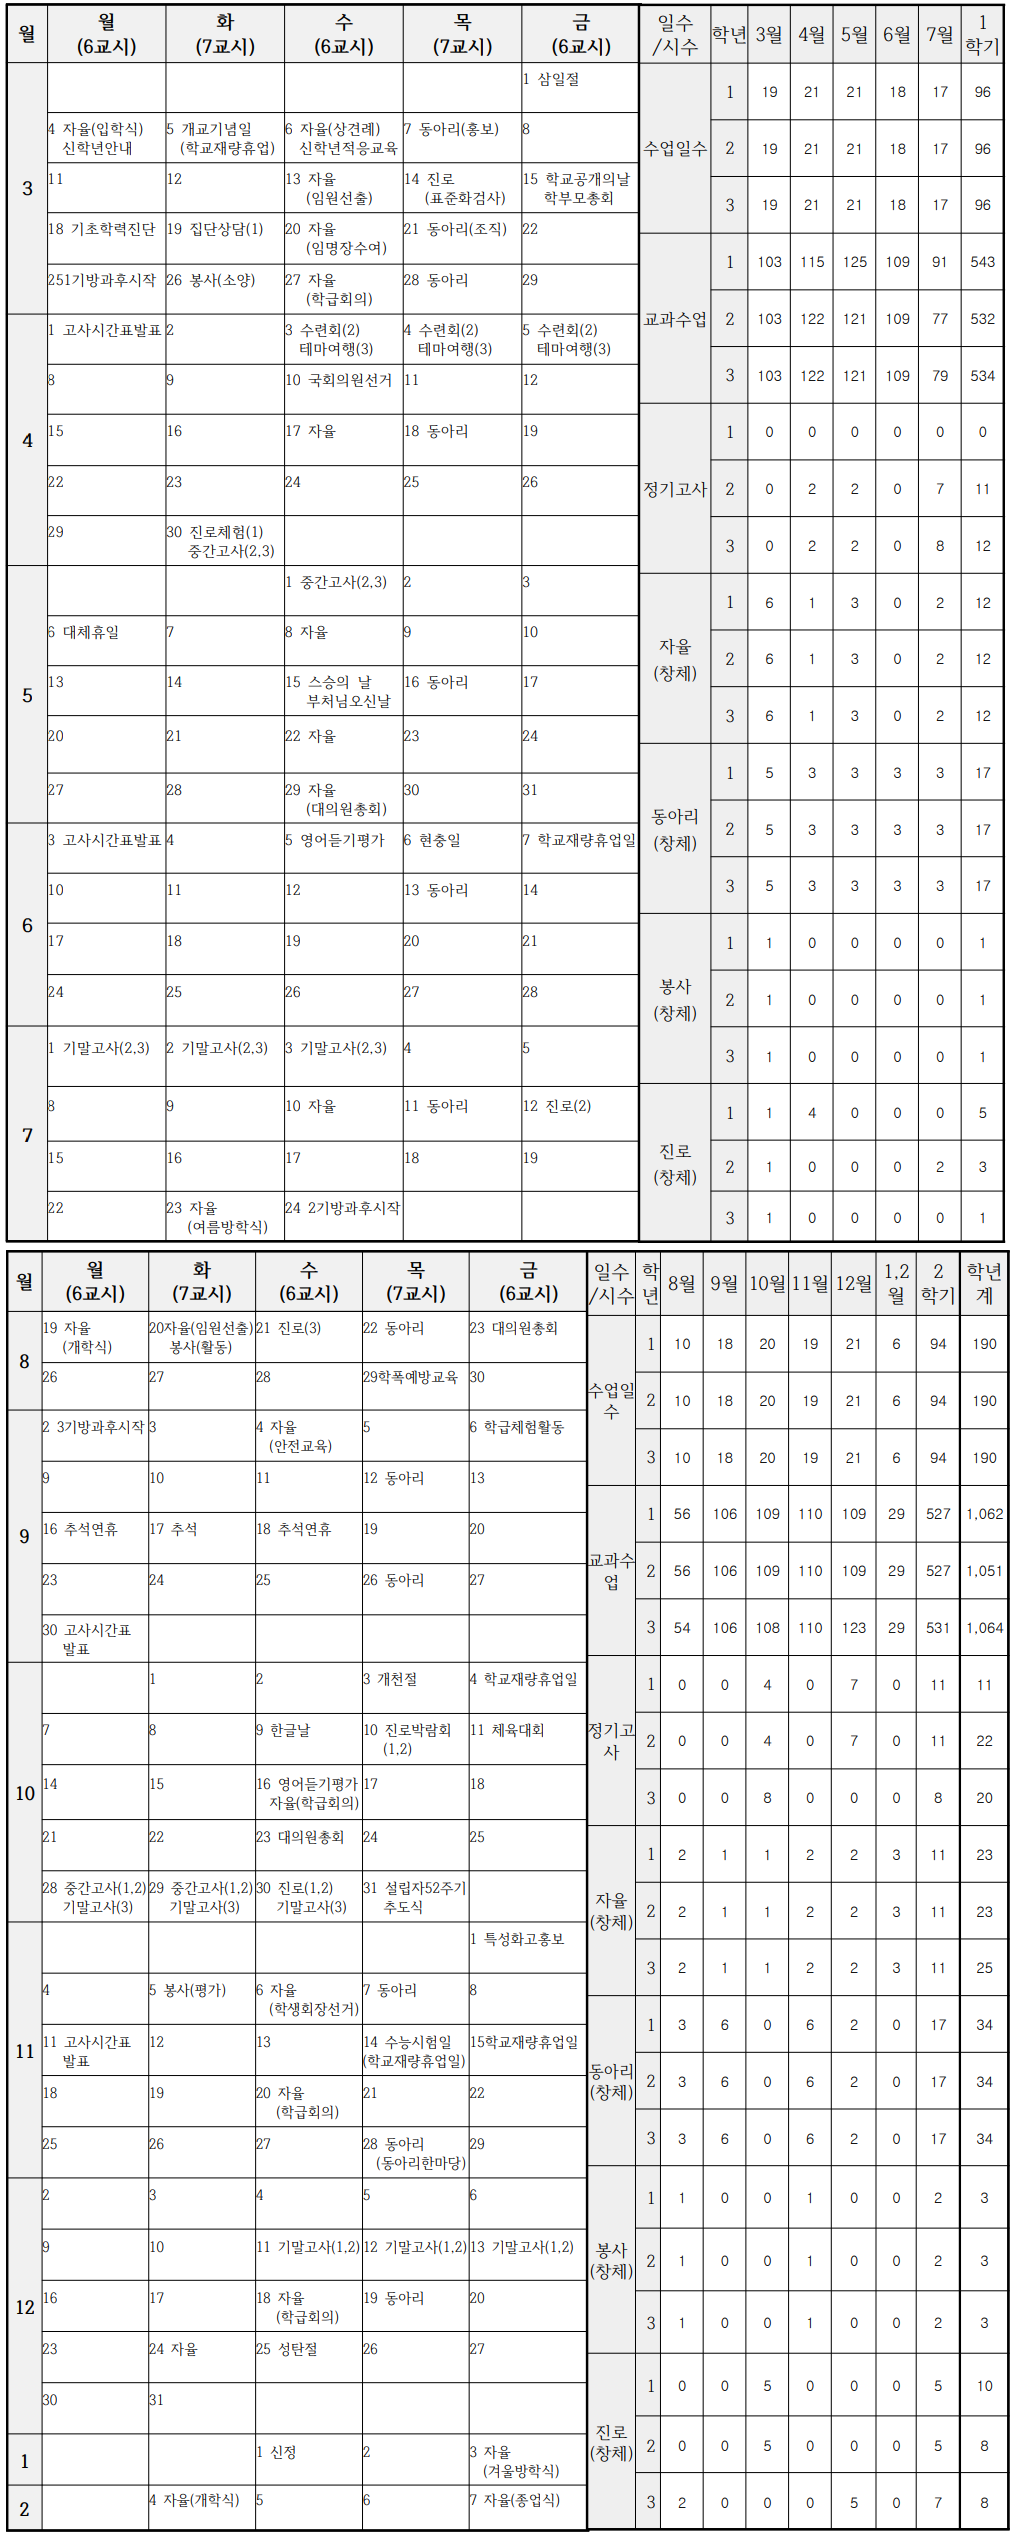 월 월 화 수 목 금 일수 학년 3월 4월 5월 6월 7월 1
(6교시) (7교시) (6교시) (7교시) (6교시) /시수 학기
3
1 삼일절
4 자율(입학식) 5 개교기념일 6 자율(상견례) 7 동아리(홍보) 8
신학년안내 (학교재량휴업) 신학년적응교육
11 12 13 자율 14 진로 15 학교공개의날
(임원선출) (표준화검사) 학부모총회
18 기초학력진단 19 집단상담(1) 20 자율 21 동아리(조직) 22
(임명장수여)
251기방과후시작 26 봉사(소양) 27 자율 28 동아리 29
(학급회의)
4
1 고사시간표발표 2 3 수련회(2) 4 수련회(2) 5 수련회(2)
테마여행(3) 테마여행(3) 테마여행(3)
8 9 10 국회의원선거 11 12
15 16 17 자율 18 동아리 19
22 23 24 25 26
29 30 진로체험(1)
중간고사(2,3)
5
1 중간고사(2,3) 2 3
6 대체휴일 7 8 자율 9 10
13 14 15 스승의 날 16 동아리 17
부처님오신날
20 21 22 자율 23 24
27 28 29 자율 30 31
(대의원총회)
6
3 고사시간표발표 4 5 영어듣기평가 6 현충일 7 학교재량휴업일
10 11 12 13 동아리 14
17 18 19 20 21
24 25 26 27 28
7
1 기말고사(2,3) 2 기말고사(2,3) 3 기말고사(2,3) 4 5
8 9 10 자율 11 동아리 12 진로(2)
15 16 17 18 19
22 23 자율 24 2기방과후시작
(여름방학식)
수업일수
1 19 21 21 18 17 96
2 19 21 21 18 17 96
3 19 21 21 18 17 96
교과수업
1 103 115 125 109 91 543
2 103 122 121 109 77 532
3 103 122 121 109 79 534
정기고사
1 0 0 0 0 0 0
2 0 2 2 0 7 11
3 0 2 2 0 8 12
자율
(창체)
1 6 1 3 0 2 12
2 6 1 3 0 2 12
3 6 1 3 0 2 12
동아리
(창체)
1 5 3 3 3 3 17
2 5 3 3 3 3 17
3 5 3 3 3 3 17
봉사
(창체)
1 1 0 0 0 0 1
2 1 0 0 0 0 1
3 1 0 0 0 0 1
진로
(창체)
1 1 4 0 0 0 5
2 1 0 0 0 2 3
3 1 0 0 0 0 1
월 월 화 수 목 금 일수 학 8월 9월 10월 11월 12월 1,2 2 학년
(6교시) (7교시) (6교시) (7교시) (6교시) /시수 년 월 학기 계
8
19 자율 20자율(임원선출) 21 진로(3) 22 동아리 23 대의원총회
(개학식) 봉사(활동)
26 27 28 29학폭예방교육 30
9
2 3기방과후시작 3 4 자율 5 6 학급체험활동
(안전교육)
9 10 11 12 동아리 13
16 추석연휴 17 추석 18 추석연휴 19 20
23 24 25 26 동아리 27
30 고사시간표
발표
10
1 2 3 개천절 4 학교재량휴업일
7 8 9 한글날 10 진로박람회 11 체육대회
(1,2)
14 15 16 영어듣기평가 17 18
자율(학급회의)
21 22 23 대의원총회 24 25
28 중간고사(1,2) 29 중간고사(1,2) 30 진로(1,2) 31 설립자52주기
기말고사(3) 기말고사(3) 기말고사(3) 추도식
11
1 특성화고홍보
4 5 봉사(평가) 6 자율 7 동아리 8
(학생회장선거)
11 고사시간표 12 13 14 수능시험일 15학교재량휴업일
발표 (학교재량휴업일)
18 19 20 자율 21 22
(학급회의)
25 26 27 28 동아리 29
(동아리한마당)
12
2 3 4 5 6
9 10 11 기말고사(1,2) 12 기말고사(1,2) 13 기말고사(1,2)
16 17 18 자율 19 동아리 20
(학급회의)
23 24 자율 25 성탄절 26 27
30 31
1
1 신정 2 3 자율
(겨울방학식)
2
4 자율(개학식) 5 6 7 자율(종업식)
수업일
수
1 10 18 20 19 21 6 94 190
2 10 18 20 19 21 6 94 190
3 10 18 20 19 21 6 94 190
교과수
업
1 56 106 109 110 109 29 527 1,062
2 56 106 109 110 109 29 527 1,051
3 54 106 108 110 123 29 531 1,064
정기고
사
1 0 0 4 0 7 0 11 11
2 0 0 4 0 7 0 11 22
3 0 0 8 0 0 0 8 20
자율
(창체)
1 2 1 1 2 2 3 11 23
2 2 1 1 2 2 3 11 23
3 2 1 1 2 2 3 11 25
동아리
(창체)
1 3 6 0 6 2 0 17 34
2 3 6 0 6 2 0 17 34
3 3 6 0 6 2 0 17 34
봉사
(창체)
1 1 0 0 1 0 0 2 3
2 1 0 0 1 0 0 2 3
3 1 0 0 1 0 0 2 3
진로
(창체)
1 0 0 5 0 0 0 5 10
2 0 0 5 0 0 0 5 8
3 2 0 0 0 5 0 7 8